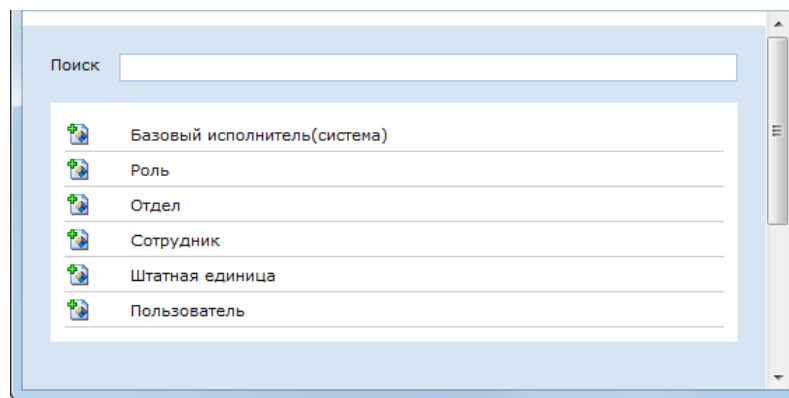 Поиск
Базовый исполнитель(система)
Роль
Отдел
Сотрудник
Штатная единица
Пользователь